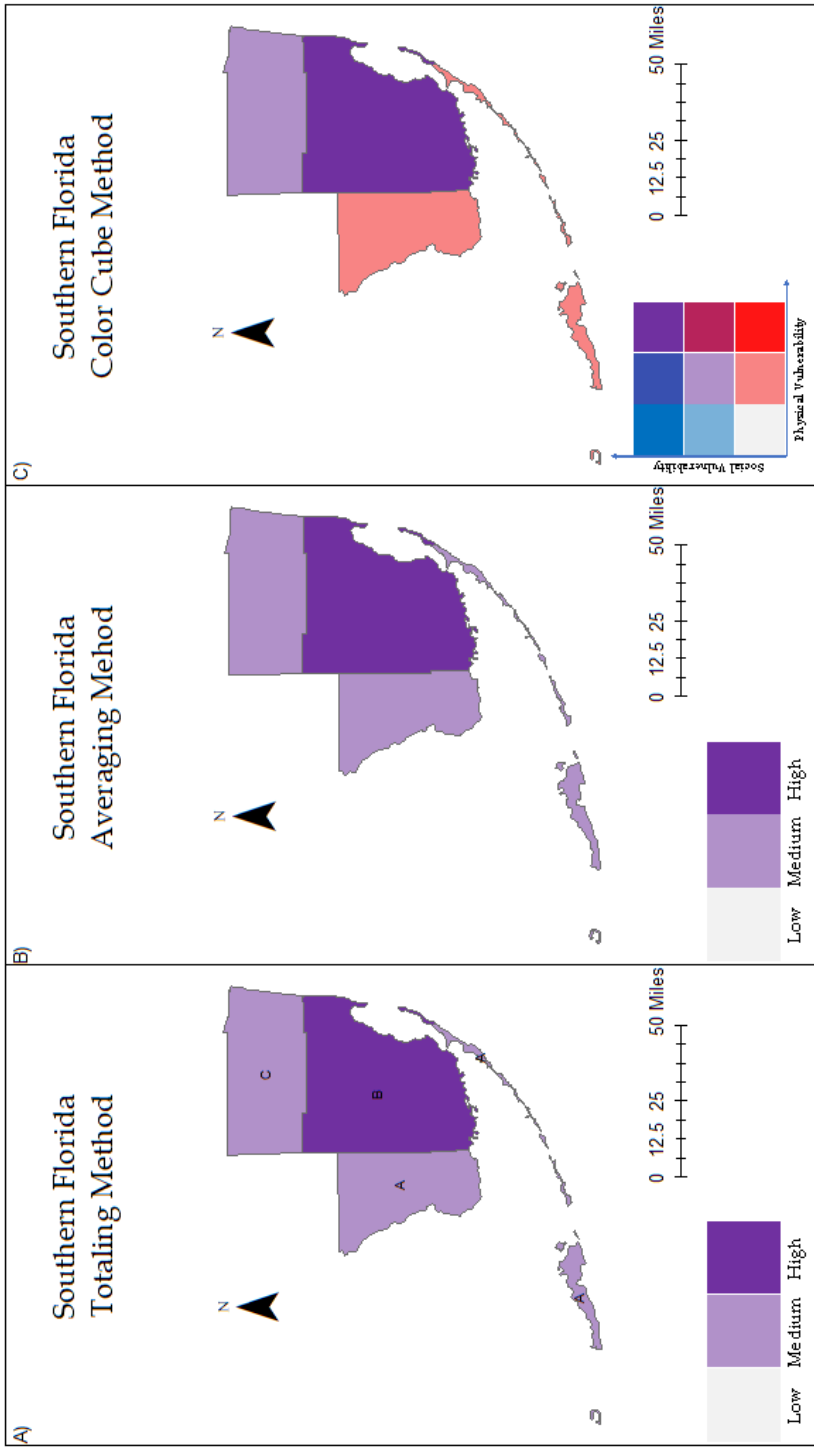 A)
Southern Florida
Totaling Method
N
C
B
A
A
A
0 12.5 25 50 Miles
Low Medium High
B)
Southern Florida
Averaging Mehod
N
0 12.5 25 50 Miles
Low Medium High
C)
Southern Florida
Color Cube Method
N
0 12.5 25 50 Miles
Social Vulnerability
Physical Vulnerability